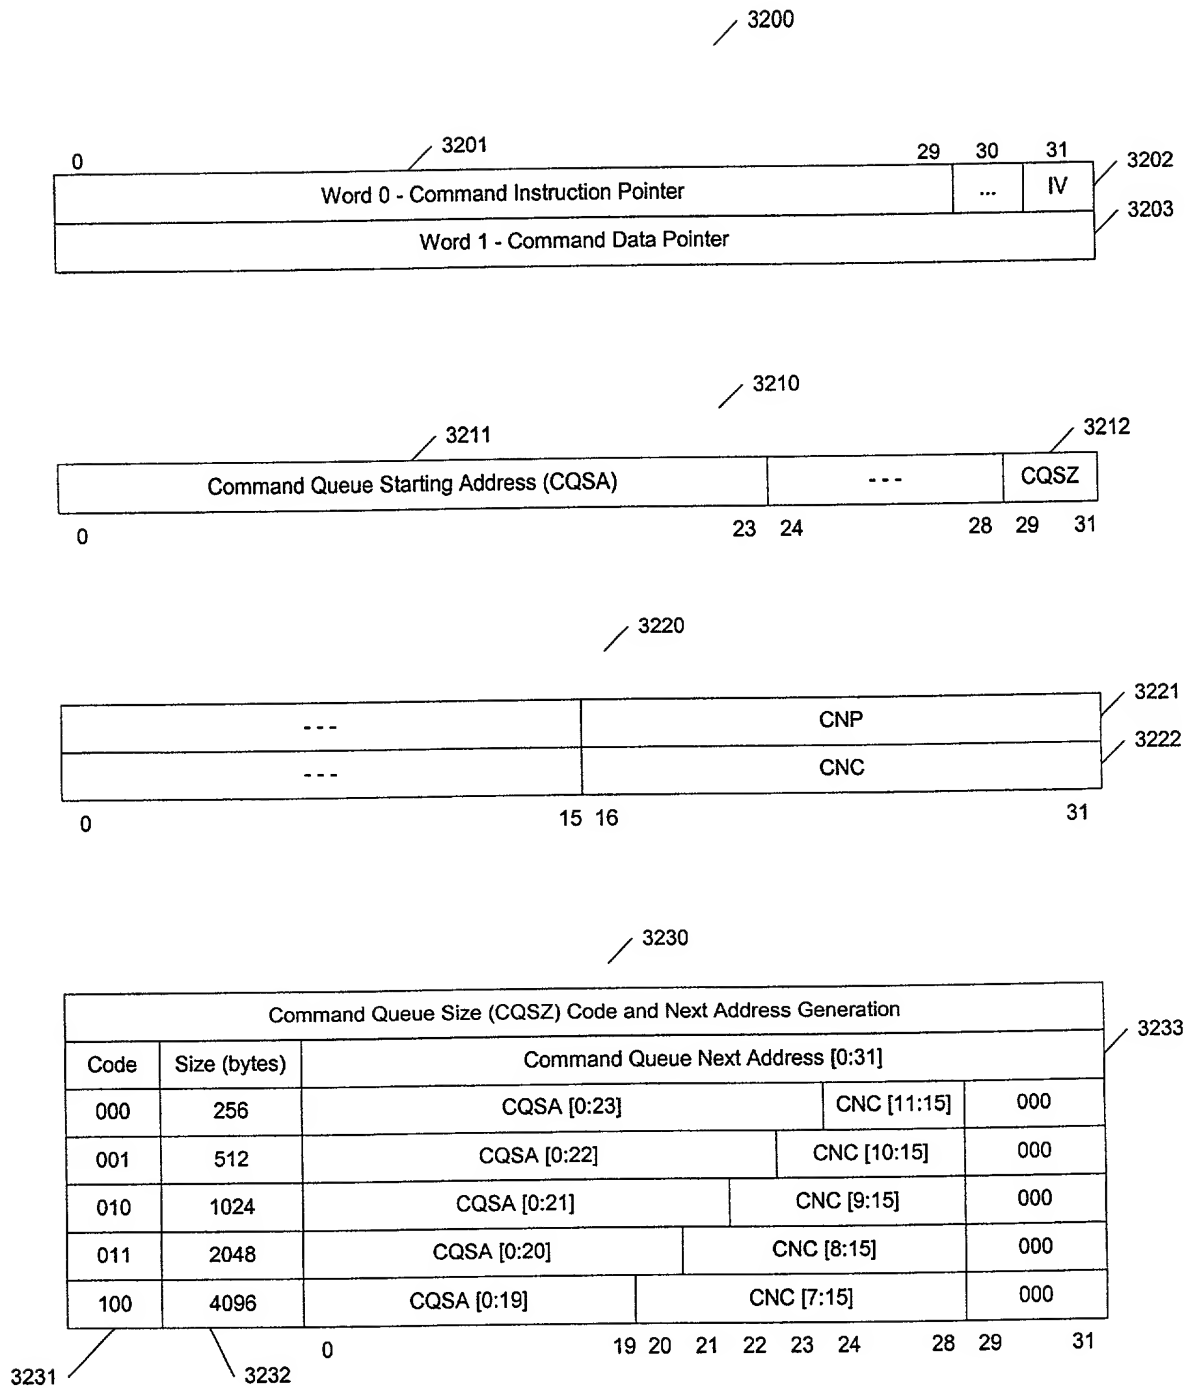 3200
0 3201 29 30 31 3202
Word 0 - Command Instruction Pointer ... IV
3203
Word 1 - Command Data Pointer
3210
3211 3212
Command Queue Starting Address (CQSA) - - - CQSZ
0 23 24 28 29 31
3220
3221
- - - CNP
3222
- - - CNC
0 15 16 31
3230
Command Queue Size (CQSZ) Code and Next Address Generation
3233
Code Size (bytes) Command Queue Next Address [0:31]
000 256 CQSA [0:23] CNC [11:15] 000
001 512 CQSA [0:22] CNC [10:15] 000
010 1024 CQSA [0:21] CNC [9:15] 000
011 2048 CQSA [0:20] CNC [8:15] 000
100 4096 CQSA [0:19] CNC [7:15] 000
0 19 20 21 22 23 24 28 29 31
3231 3232